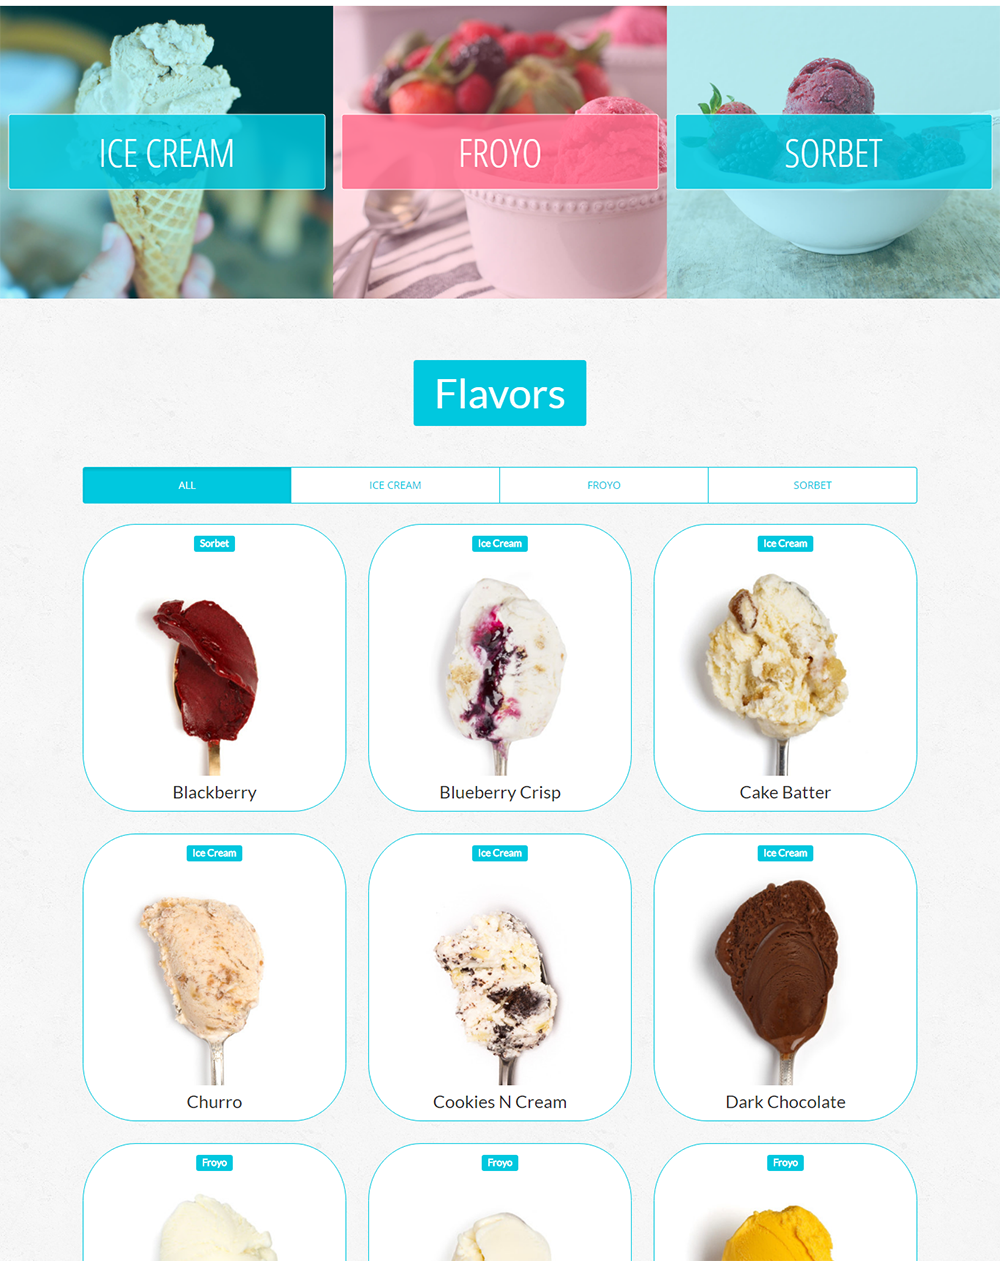 ICE CREAM
FROYO
SORBET
Flavors
ALL
ICE CREAM
FROYO
SORBET
Sorbet
Ice Cream
Ice Cream
Blackberry
Blueberry Crisp
Cake Batter
Ice Cream
Ice Cream
Ice Cream
Churro
Cookies N Cream
Dark Chocolate
Froyo
Froyo
Froyo